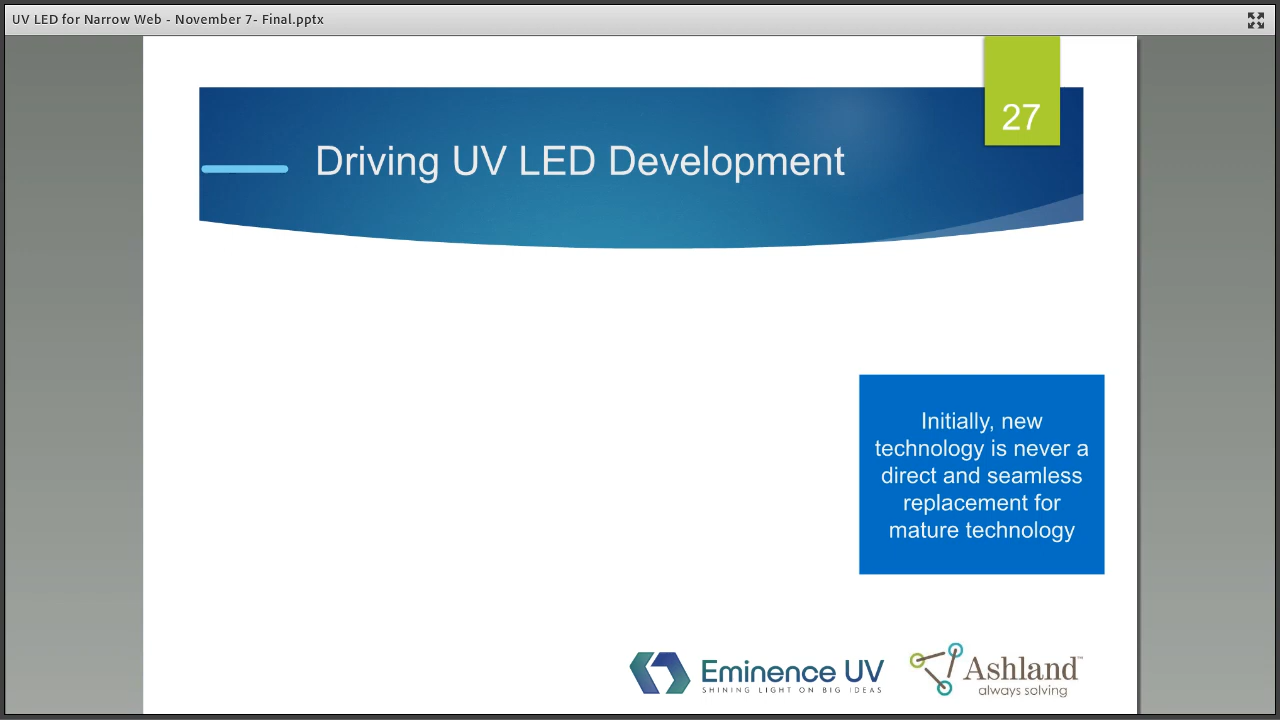 UV LED for Narrow Web - November 7- Final.pptx
27
Driving UV LED Development
Initially, new
technology is never a
direct and seamless
replacement for
mature technology
Eminence UV
SHINING LIGHT ON BIG IDEAS
Ashland™
always solving